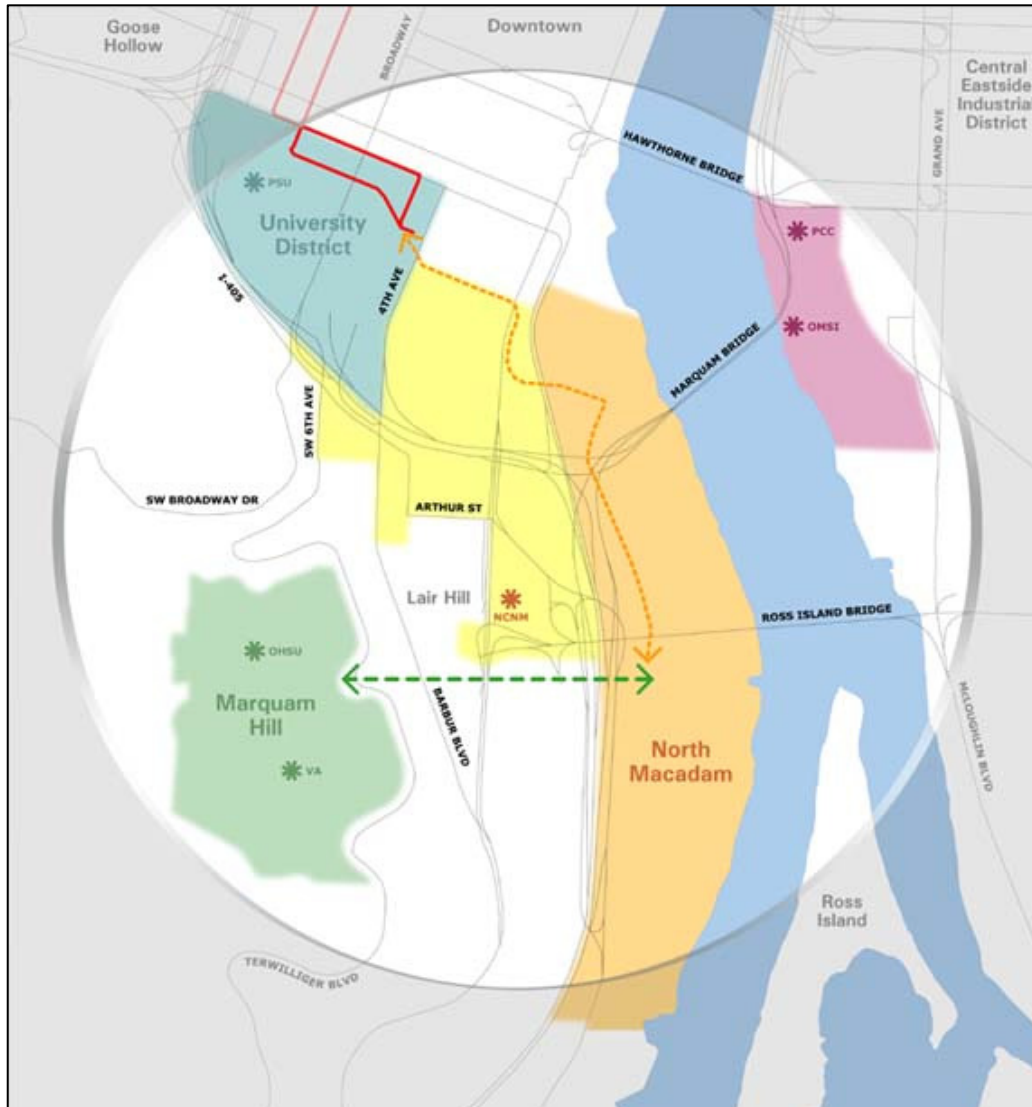 Goose
Hollow
BROADWAY
Downtown
Central
Eastside
Industrial
District
GRAND AVE
HAWTHORNE BRIDGE
PSU
University
District
PCC
I-405
4TH AVE
OMSI
MARQUAM BRIDGE
SW 6TH AVE
SW BROADWAY DR
ARTHUR ST
Lair Hill
NCNM
ROSS ISLAND BRIDGE
OHSU
Marquam
Hill
BARBUR BLVD
McLOUGHLIN BLVD
North
Macadam
VA
Ross
Island
TERWILLIGER BLVD